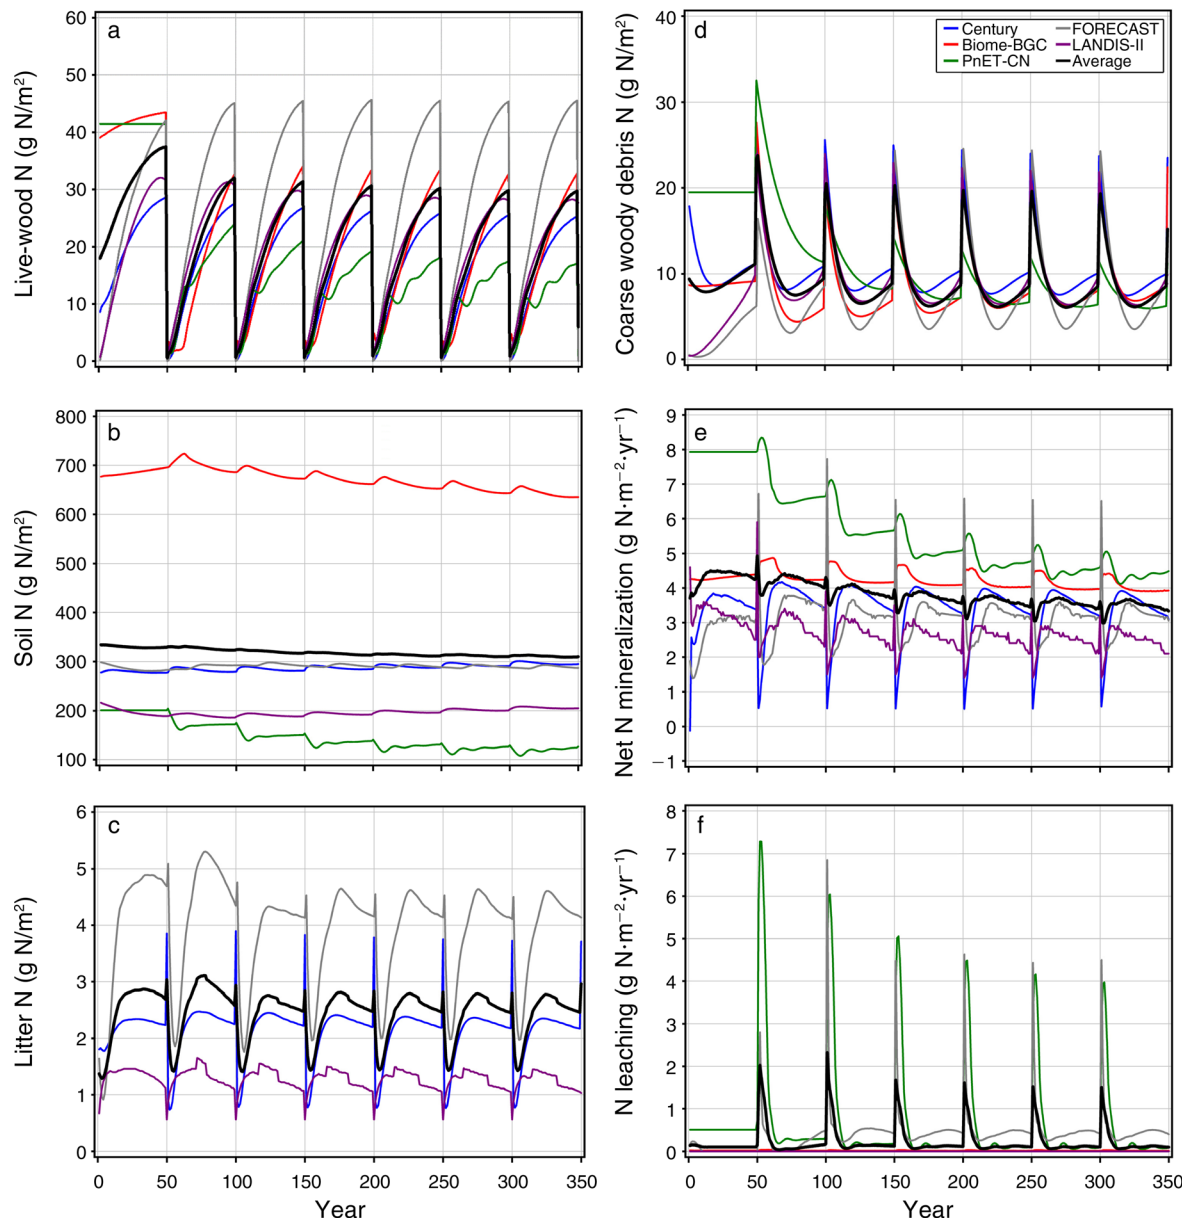 a
Live-wood N (g N/m²)
60
50
40
30
20
10
0
d
Coarse woody debris N (g N/m²)
40
30
20
10
0
Century
Biome-BGC
PnET-CN
FORECAST
LANDIS-II
Average
b
Soil N (g N/m²)
800
700
600
500
400
300
200
100
e
Net N mineralization (g N·m⁻²·yr⁻¹)
9
8
7
6
5
4
3
2
1
0
−1
c
Litter N (g N/m²)
6
5
4
3
2
1
0
0 50 100 150 200 250 300 350
Year
f
N leaching (g N·m⁻²·yr⁻¹)
8
7
6
5
4
3
2
1
0
0 50 100 150 200 250 300 350
Year